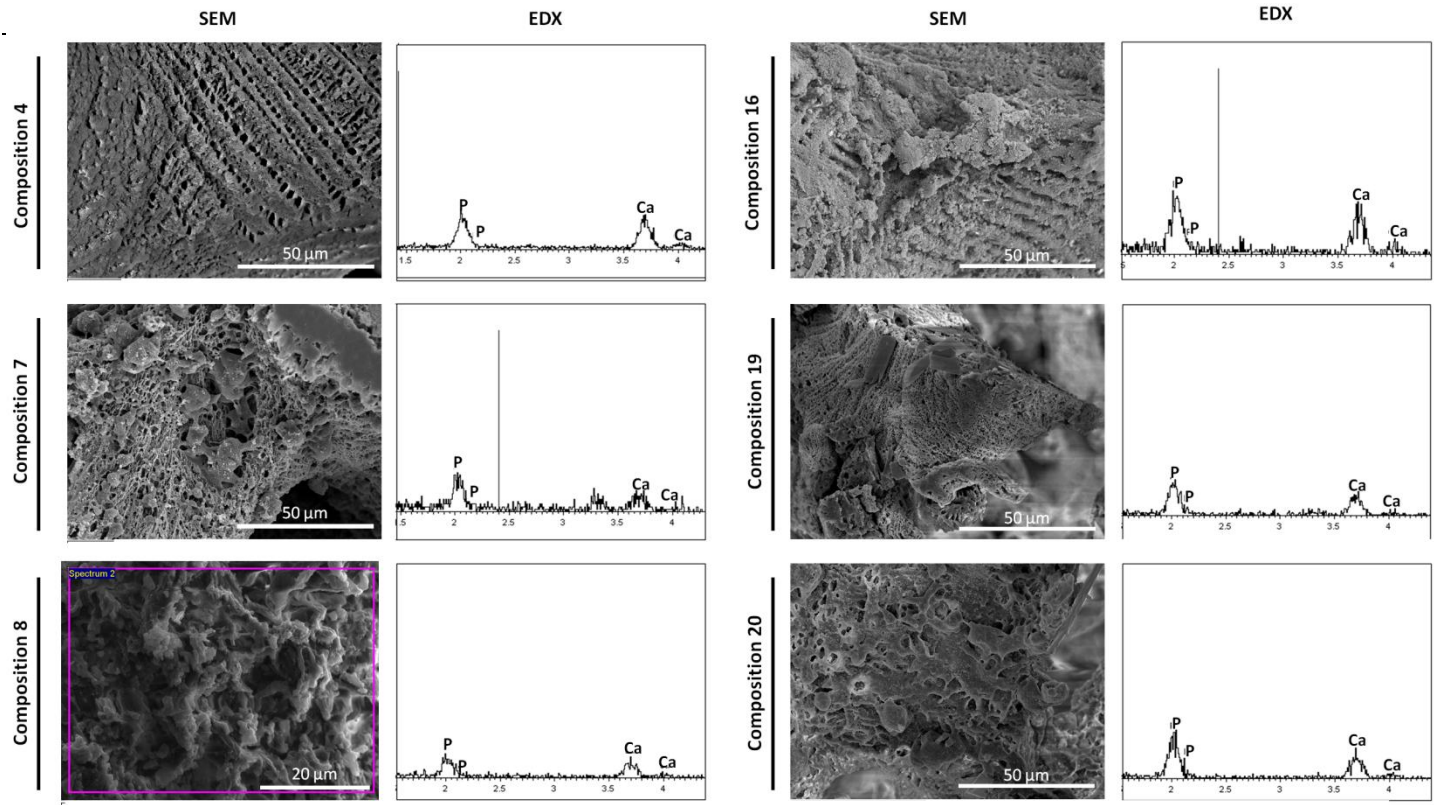 SEM EDX SEM EDX
Composition 4
50 μm
P
P
Ca
Ca
1.5 2 2.5 3 3.5 4
Composition 16
50 μm
P
P
Ca
Ca
5 2 2.5 3 3.5 4
Composition 7
50 μm
P
P
Ca
Ca
1.5 2 2.5 3 3.5 4
Composition 19
50 μm
P
P
Ca
Ca
2 2.5 3 3.5 4
Composition 8
Spectrum 2
20 μm
P
P
Ca
Ca
2 2.5 3 3.5 4
Composition 20
50 μm
P
P
Ca
Ca
2 2.5 3 3.5 4